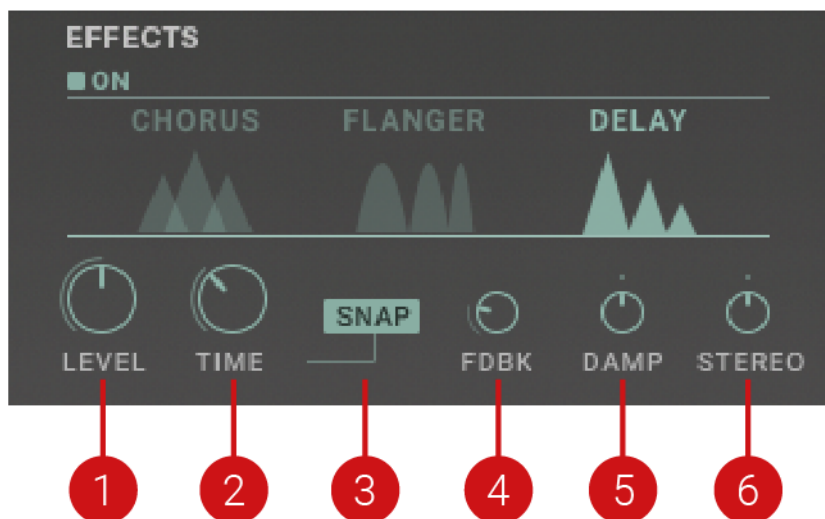 EFFECTS
ON
CHORUS FLANGER DELAY
SNAP
LEVEL TIME FDBK DAMP STEREO
1 2 3 4 5 6